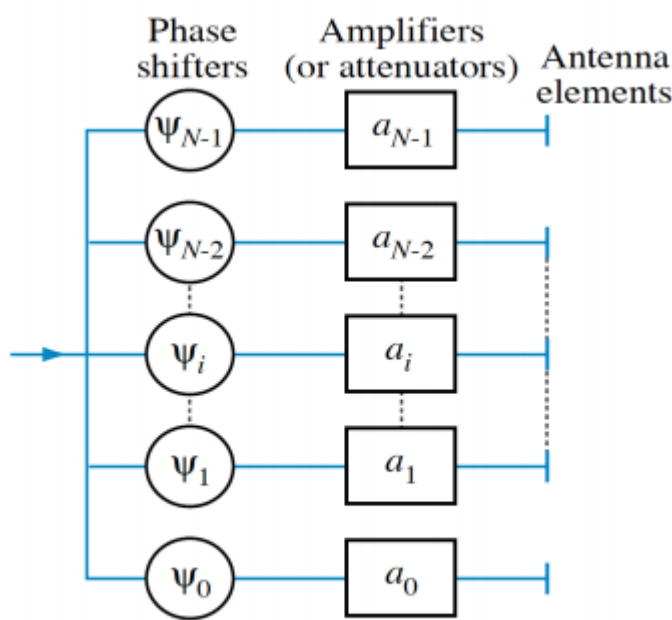 Phase shifters
Amplifiers (or attenuators)
Antenna elements
ψN-1
aN-1
ψN-2
aN-2
ψi
ai
ψ1
a1
ψ0
a0